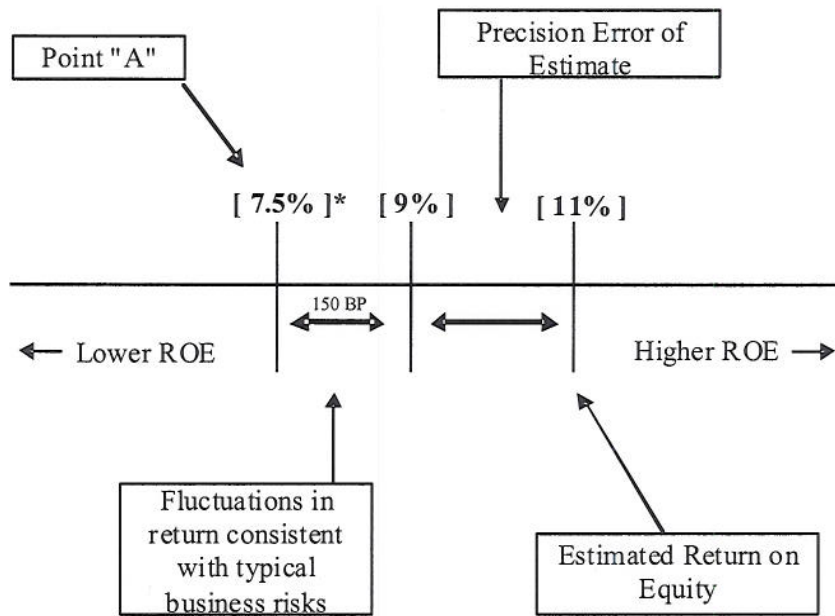 Point "A"
Precision Error of
Estimate
[ 7.5% ]* [ 9% ] [ 11% ]
150 BP
Lower ROE
Higher ROE
Fluctuations in
return consistent
with typical
business risks
Estimated Return on
Equity